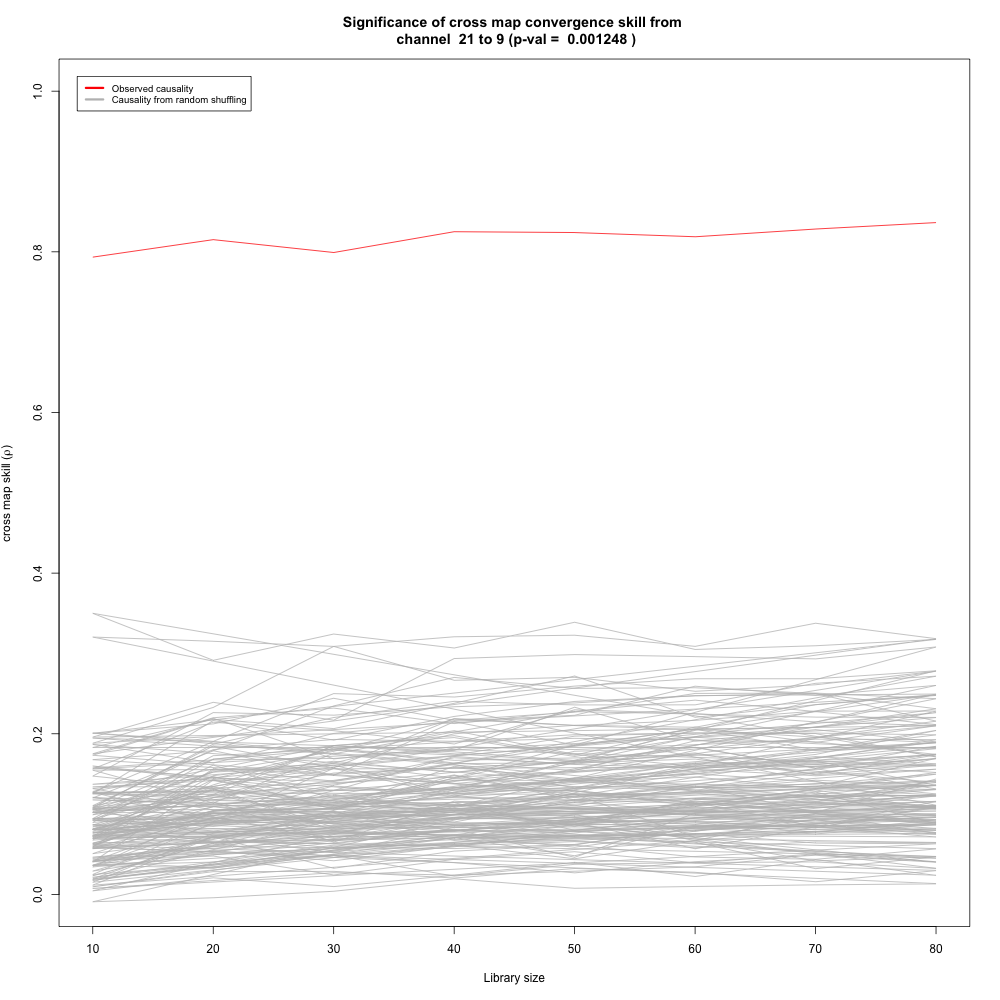 Significance of cross map convergence skill from
channel  21 to 9 (p-val =  0.001248 )
Observed causality
Causality from random shuffling
1.0
0.8
0.6
0.4
0.2
0.0
cross map skill (ρ)
10 20 30 40 50 60 70 80
Library size